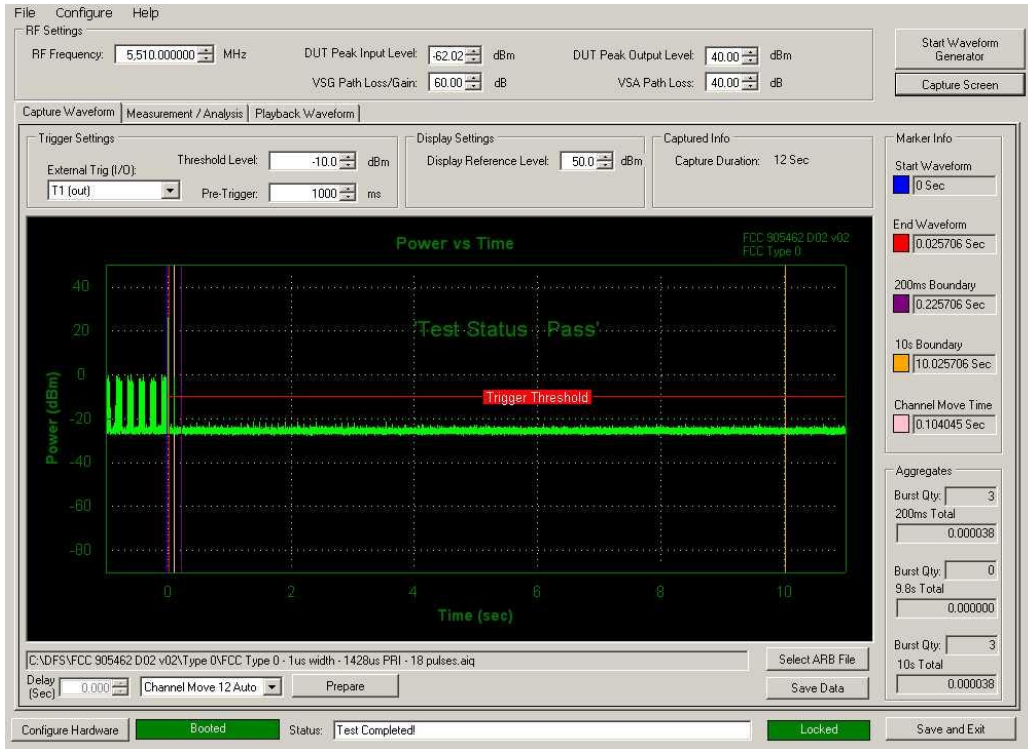 File Configure Help
RF Settings
RF Frequency: 5,510.000000 MHz
DUT Peak Input Level: -62.02 dBm
DUT Peak Output Level: 40.00 dBm
VSG Path Loss/Gain: 60.00 dB
VSA Path Loss: 40.00 dB
Start Waveform
Generator
Capture Screen
Capture Waveform Measurement / Analysis Playback Waveform
Trigger Settings
External Trig (I/O):
T1 (out)
Threshold Level: -10.0 dBm
Pre-Trigger: 1000 ms
Display Settings
Display Reference Level: 50.0 dBm
Captured Info
Capture Duration: 12 Sec
Marker Info
Start Waveform
0 Sec
End Waveform
0.025706 Sec
200ms Boundary
0.225706 Sec
10s Boundary
10.025706 Sec
Channel Move Time
0.104045 Sec
Power vs Time
FCC 905462 D02 v02
FCC Type 0
'Test Status : Pass'
Trigger Threshold
Power (dBm)
40
20
0
-20
-40
-60
-80
0 2 4 6 8 10
Time (sec)
Aggregates
Burst Qty: 3
200ms Total
0.000038
Burst Qty: 0
9.8s Total
0.000000
Burst Qty: 3
10s Total
0.000038
C:\DFS\FCC 905462 D02 v02\Type 0\FCC Type 0 - 1us width - 1428us PRI - 18 pulses.aiq
Select ARB File
Delay
(Sec) 0.000
Channel Move 12 Auto
Prepare
Save Data
Configure Hardware
Booted
Status: Test Completed!
Locked
Save and Exit